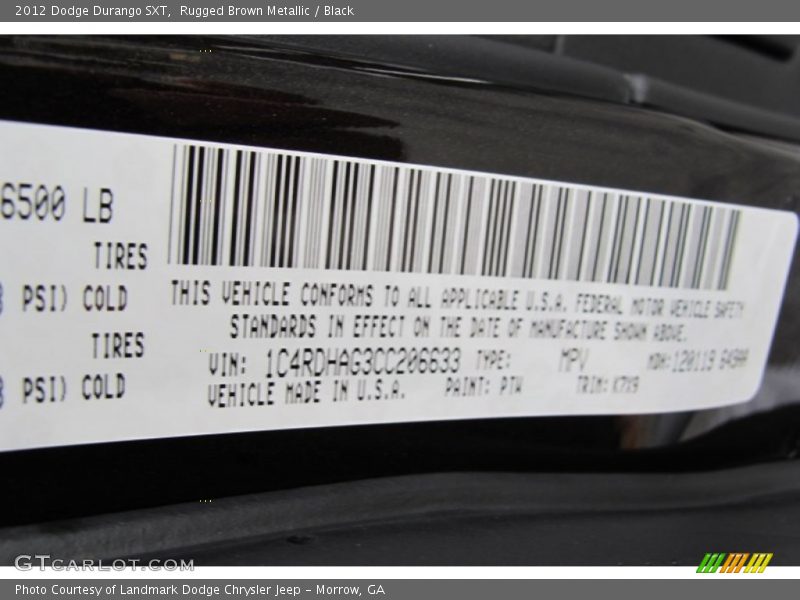 2012 Dodge Durango SXT, Rugged Brown Metallic / Black
6500 LB
TIRES
PSI) COLD
TIRES
PSI) COLD
THIS VEHICLE CONFORMS TO ALL APPLICABLE U.S.A. FEDERAL MOTOR VEHICLE SAFETY
STANDARDS IN EFFECT ON THE DATE OF MANUFACTURE SHOWN ABOVE.
VIN: 1C4RDHAG3CC206633 TYPE: MPV MDH: 120119
VEHICLE MADE IN U.S.A. PAINT: PTW TRIM: K7X9
GTCARLOT.COM
Photo Courtesy of Landmark Dodge Chrysler Jeep – Morrow, GA